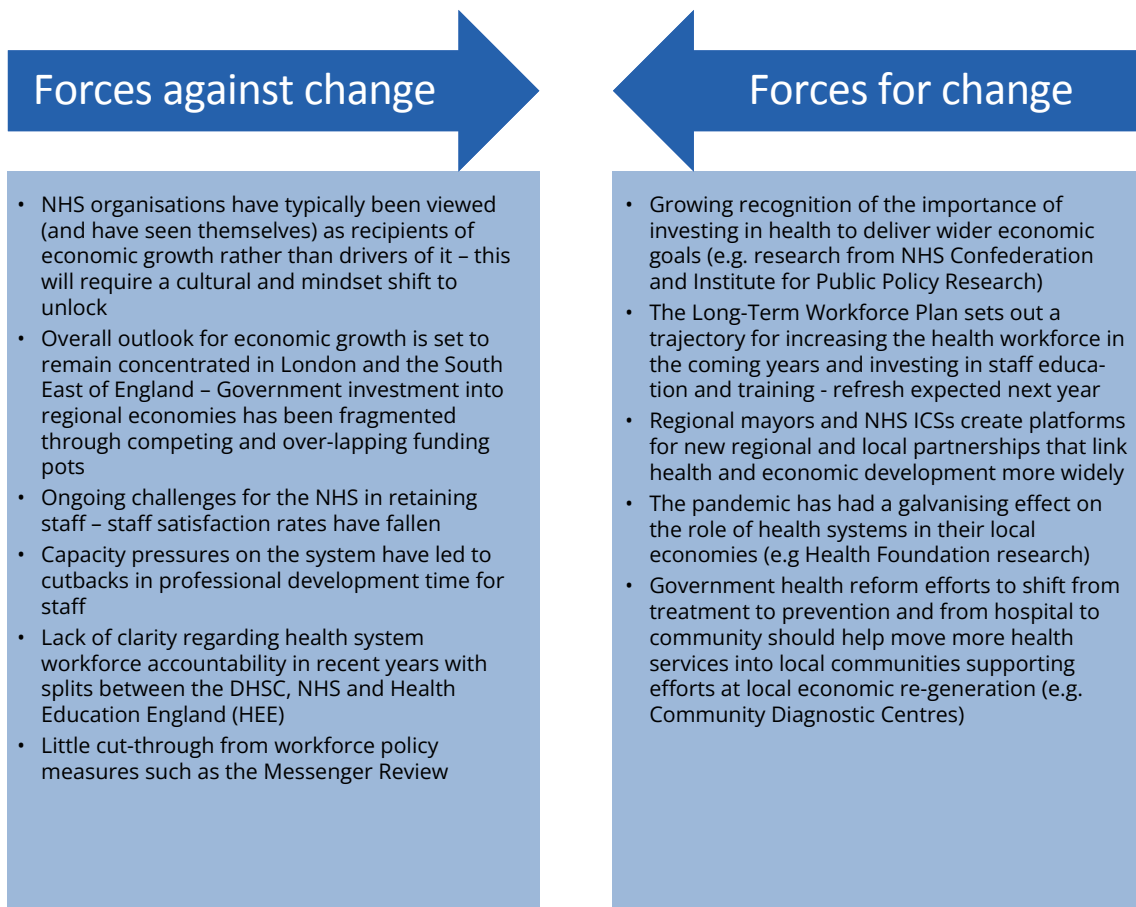 Forces against change
• NHS organisations have typically been viewed
(and have seen themselves) as recipients of
economic growth rather than drivers of it – this
will require a cultural and mindset shift to
unlock
• Overall outlook for economic growth is set to
remain concentrated in London and the South
East of England – Government investment into
regional economies has been fragmented
through competing and over-lapping funding
pots
• Ongoing challenges for the NHS in retaining
staff – staff satisfaction rates have fallen
• Capacity pressures on the system have led to
cutbacks in professional development time for
staff
• Lack of clarity regarding health system
workforce accountability in recent years with
splits between the DHSC, NHS and Health
Education England (HEE)
• Little cut-through from workforce policy
measures such as the Messenger Review
Forces for change
• Growing recognition of the importance of
investing in health to deliver wider economic
goals (e.g. research from NHS Confederation
and Institute for Public Policy Research)
• The Long-Term Workforce Plan sets out a
trajectory for increasing the health workforce in
the coming years and investing in staff educa-
tion and training - refresh expected next year
• Regional mayors and NHS ICSs create platforms
for new regional and local partnerships that link
health and economic development more widely
• The pandemic has had a galvanising effect on
the role of health systems in their local
economies (e.g Health Foundation research)
• Government health reform efforts to shift from
treatment to prevention and from hospital to
community should help move more health
services into local communities supporting
efforts at local economic re-generation (e.g.
Community Diagnostic Centres)